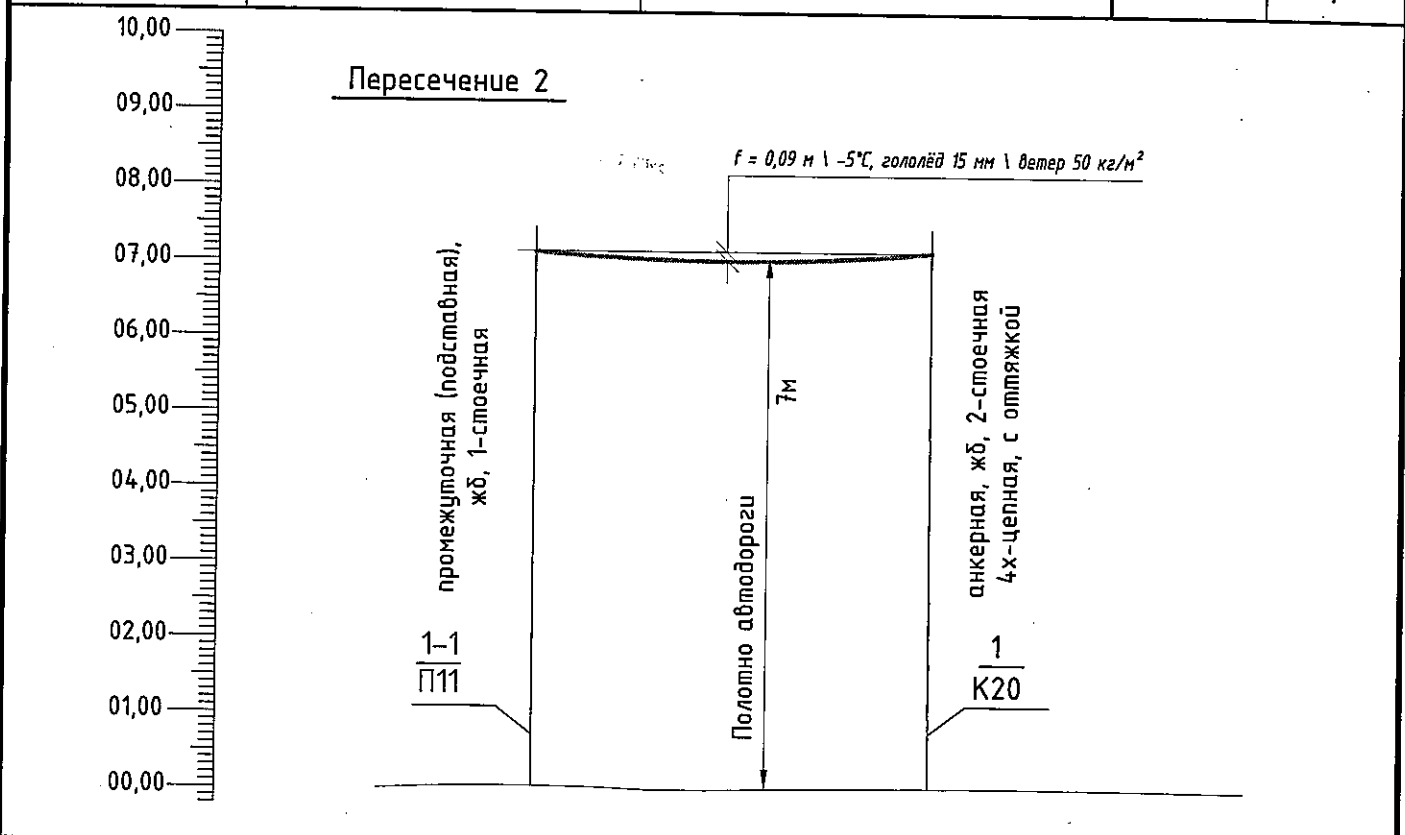 10,00
Пересечение 2
09,00
f = 0,09 м \ -5°С, гололёд 15 мм \ ветер 50 кг/м²
08,00
07,00
06,00
05,00
04,00
03,00
02,00
01,00
00,00
промежуточная (подставная),
жб, 1-стоечная
1-1
П11
7м
Полотно автодороги
анкерная, жб, 2-стоечная
4х-цепная, с оттяжкой
1
К20